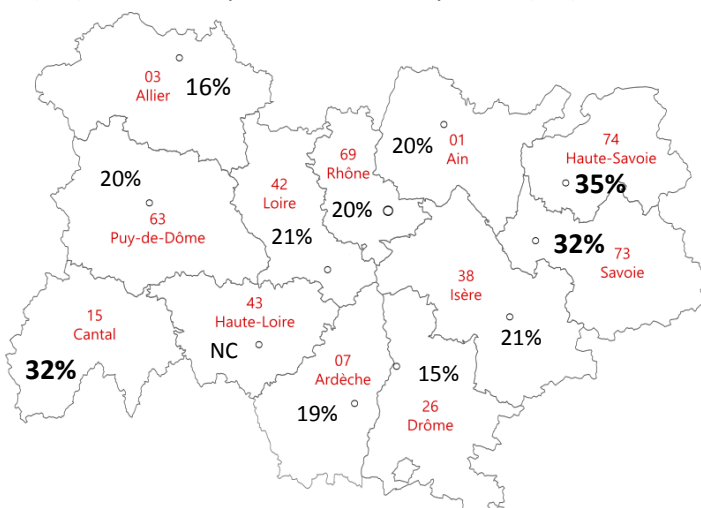 03
Allier
16%
20%
63
Puy-de-Dôme
42
Loire
21%
69
Rhône
20%
20%
01
Ain
74
Haute-Savoie
35%
32%
73
Savoie
38
Isère
21%
15
Cantal
32%
43
Haute-Loire
NC
07
Ardèche
19%
15%
26
Drôme